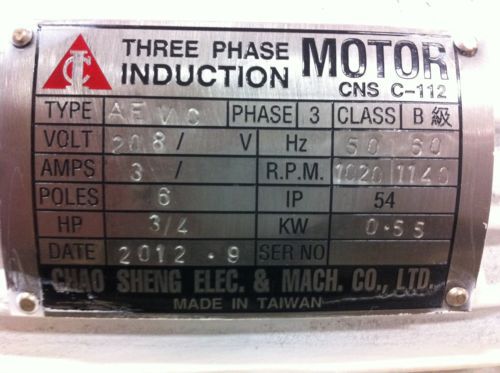 THREE PHASE
INDUCTION MOTOR
CNS C-112
TYPE AEVC PHASE 3 CLASS B 級
VOLT 208/ V Hz 50 60
AMPS 3/ R.P.M. 1020 1140
POLES 6 IP 54
HP 3/4 KW 0.55
DATE 2012.9 SER NO
CHAO SHENG ELEC. & MACH. CO., LTD.
MADE IN TAIWAN